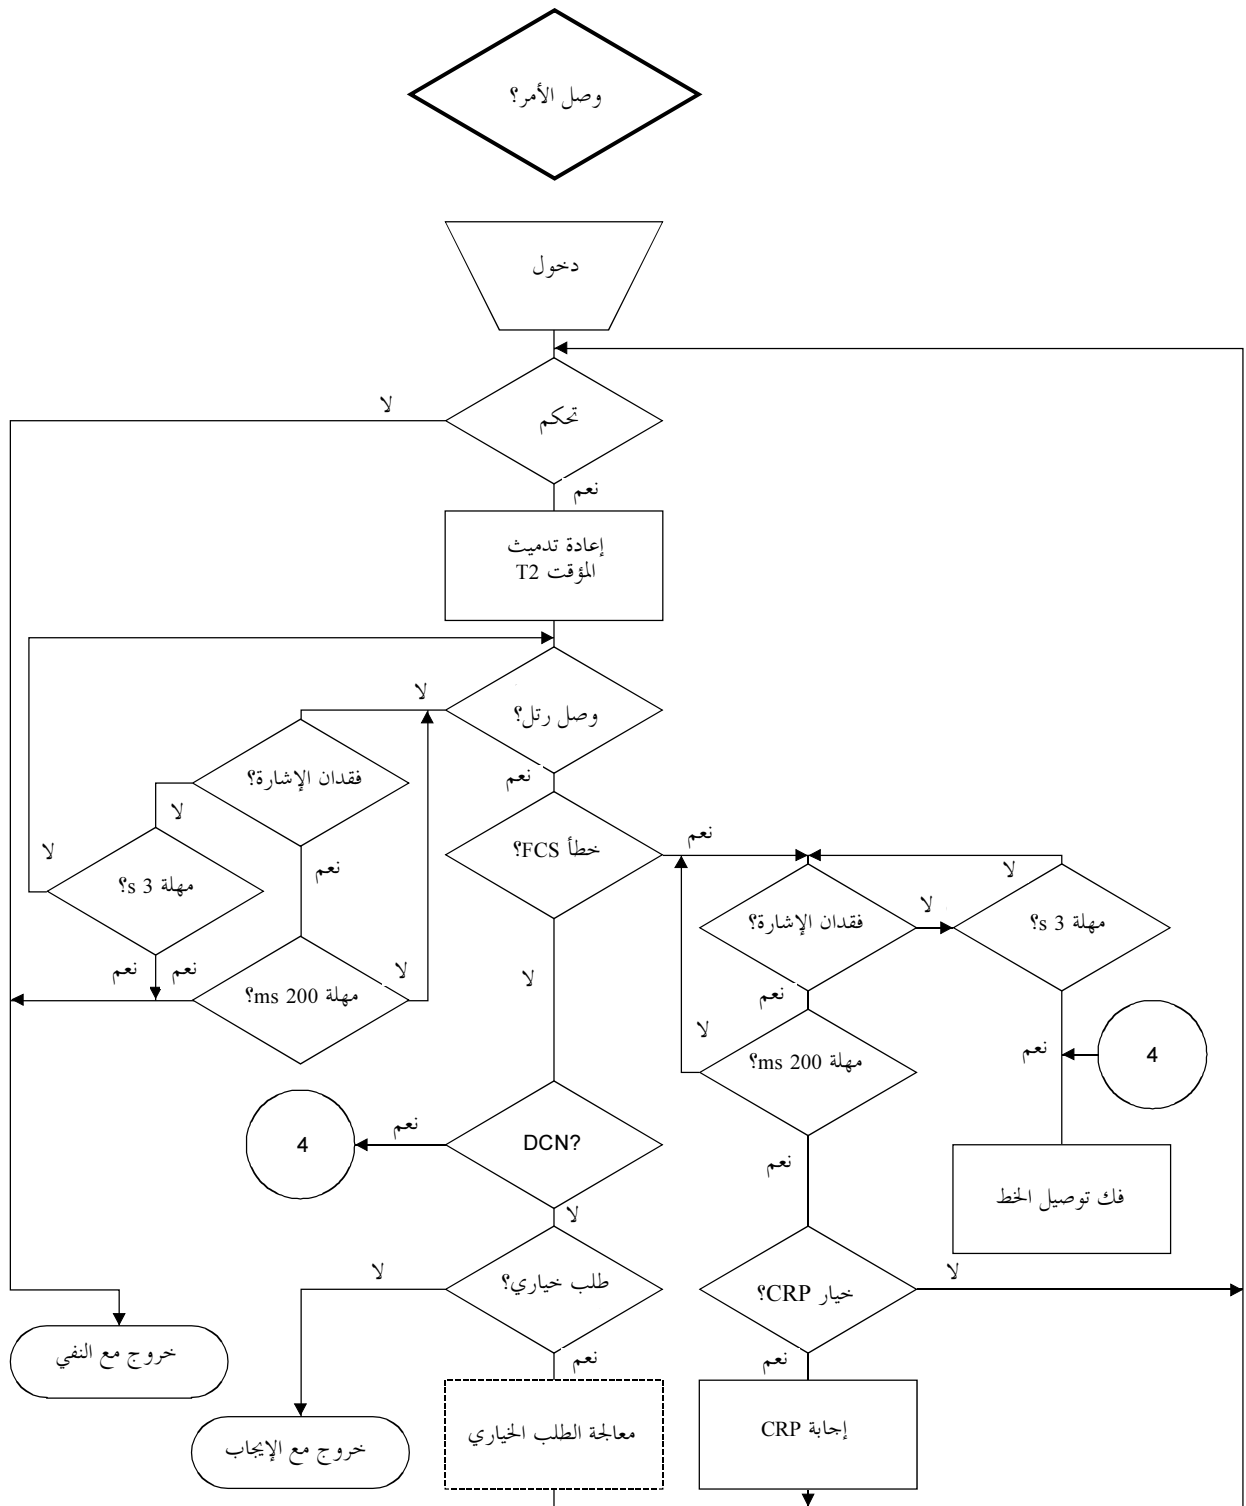 وصل الأمر؟
دخول
تحكم
لا
نعم
إعادة تدميث
المؤقت T2
وصل رتل؟
لا
نعم
فقدان الإشارة؟
لا
نعم
مهلة 3 s؟
لا
نعم
نعم
مهلة 200 ms؟
لا
خطأ FCS؟
نعم
لا
فقدان الإشارة؟
لا
نعم
مهلة 3 s؟
لا
نعم
4
مهلة 200 ms؟
لا
نعم
فك توصيل الخط
DCN?
نعم
4
لا
طلب خياري؟
لا
نعم
خيار CRP؟
لا
نعم
خروج مع النفي
خروج مع الإيجاب
معالجة الطلب الخياري
إجابة CRP